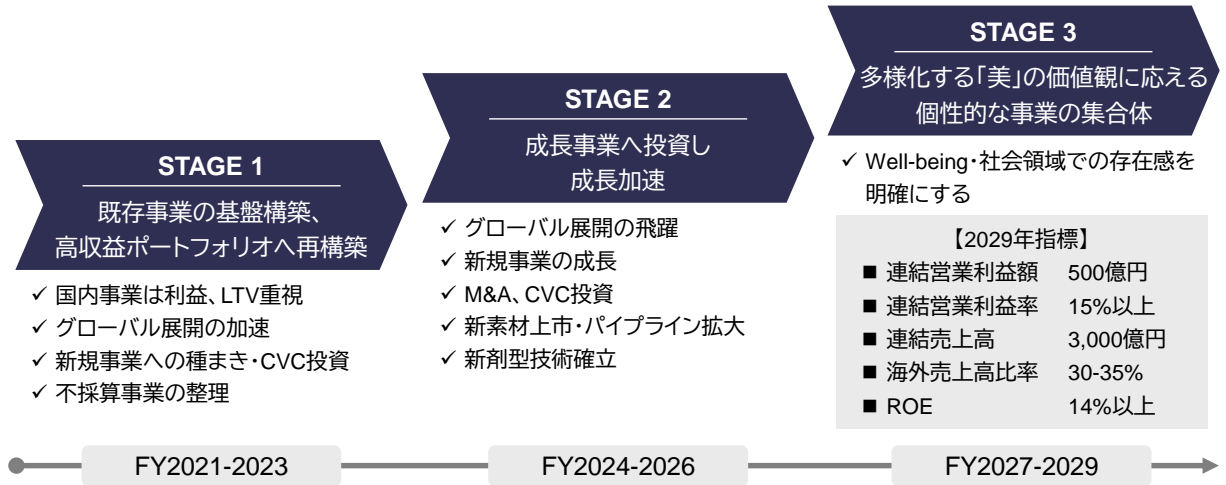 STAGE 1
既存事業の基盤構築、
高収益ポートフォリオへ再構築
✓ 国内事業は利益、LTV重視
✓ グローバル展開の加速
✓ 新規事業への種まき・CVC投資
✓ 不採算事業の整理
FY2021-2023
STAGE 2
成長事業へ投資し
成長加速
✓ グローバル展開の飛躍
✓ 新規事業の成長
✓ M&A、CVC投資
✓ 新素材上市・パイプライン拡大
✓ 新剤型技術確立
FY2024-2026
STAGE 3
多様化する「美」の価値観に応える
個性的な事業の集合体
✓ Well-being・社会領域での存在感を
明確にする
【2029年指標】
■ 連結営業利益額 500億円
■ 連結営業利益率 15%以上
■ 連結売上高 3,000億円
■ 海外売上高比率 30-35%
■ ROE 14%以上
FY2027-2029